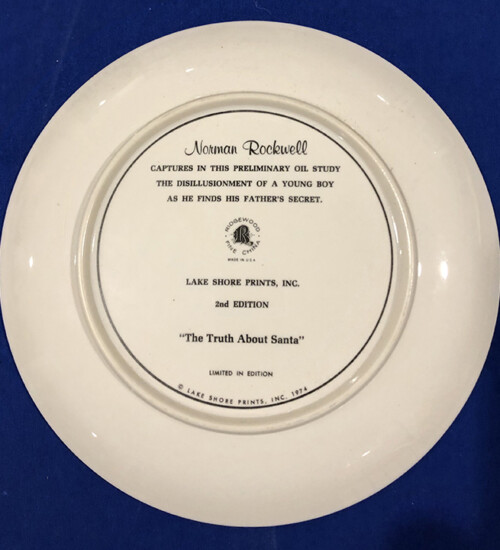 Norman Rockwell
CAPTURES IN THIS PRELIMINARY OIL STUDY
THE DISILLUSIONMENT OF A YOUNG BOY
AS HE FINDS HIS FATHER'S SECRET.
RIDGEWOOD
FINE CHINA
MADE IN U.S.A.
LAKE SHORE PRINTS, INC.
2nd EDITION
"The Truth About Santa"
LIMITED IN EDITION
© LAKE SHORE PRINTS, INC. 1974